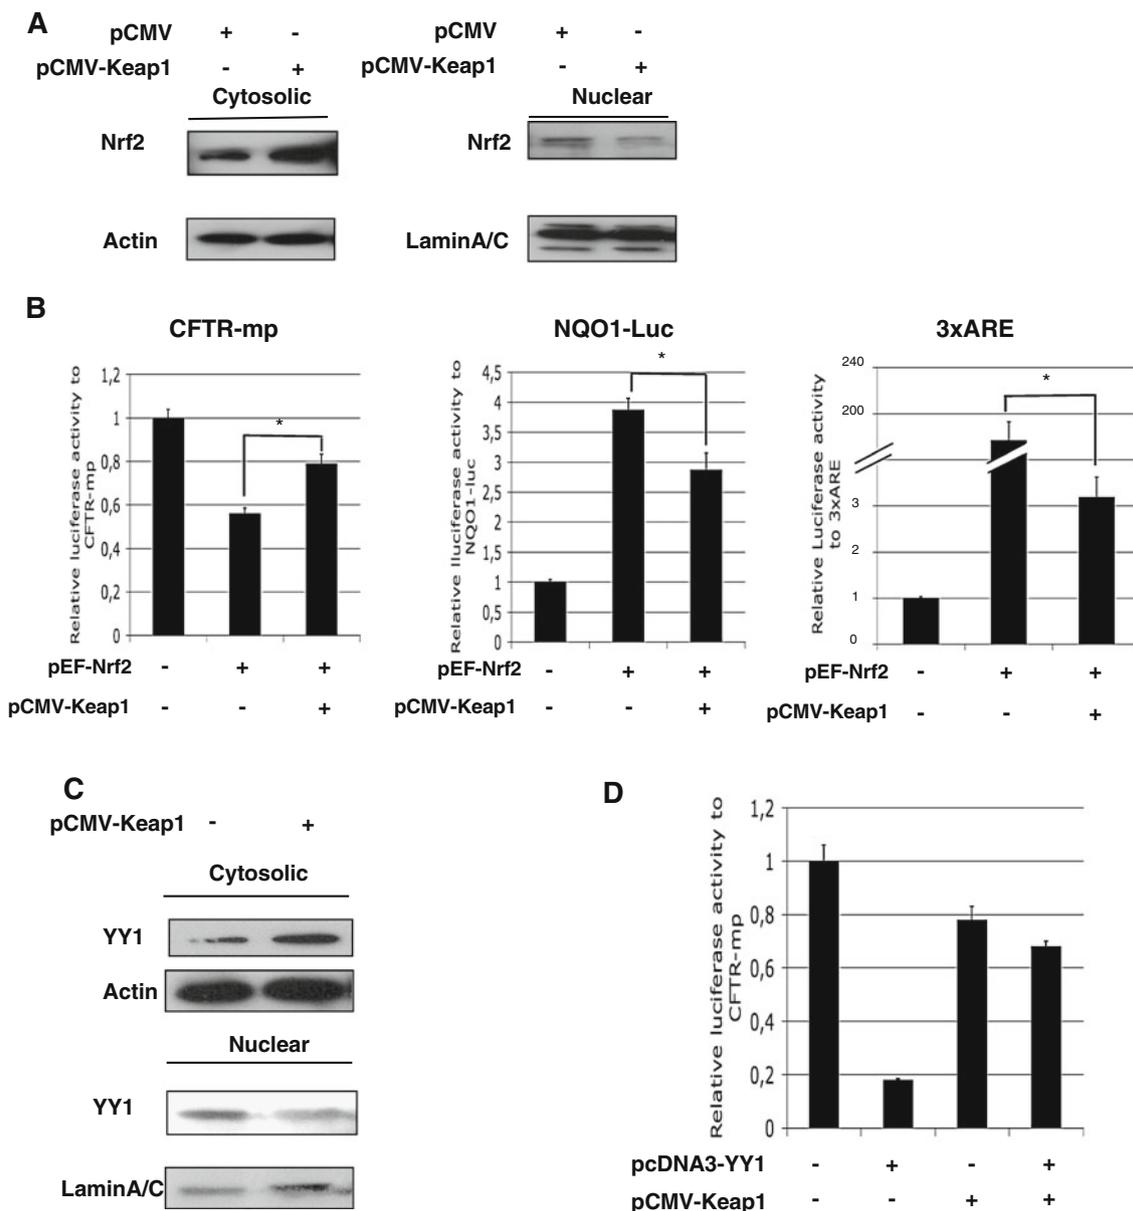 A
pCMV + -
pCMV-Keap1 - +
Cytosolic
Nrf2
Actin
pCMV + -
pCMV-Keap1 - +
Nuclear
Nrf2
LaminA/C
B
CFTR-mp
Relative luciferase activity to
CFTR-mp
1,2
1
0,8
0,6
0,4
0,2
0
*
pEF-Nrf2 - + +
pCMV-Keap1 - - +
NQO1-Luc
Relative lluciferase activity to
NQO1-luc
4,5
4
3,5
3
2,5
2
1,5
1
0,5
0
*
pEF-Nrf2 - + +
pCMV-Keap1 - - +
3xARE
Relative Luciferase activity
to 3xARE
240
200
3
2
1
0
*
pEF-Nrf2 - + +
pCMV-Keap1 - - +
C
pCMV-Keap1 - +
Cytosolic
YY1
Actin
Nuclear
YY1
LaminA/C
D
Relative luciferase activity to
CFTR-mp
1,2
1
0,8
0,6
0,4
0,2
0
pcDNA3-YY1 - + - +
pCMV-Keap1 - - + +